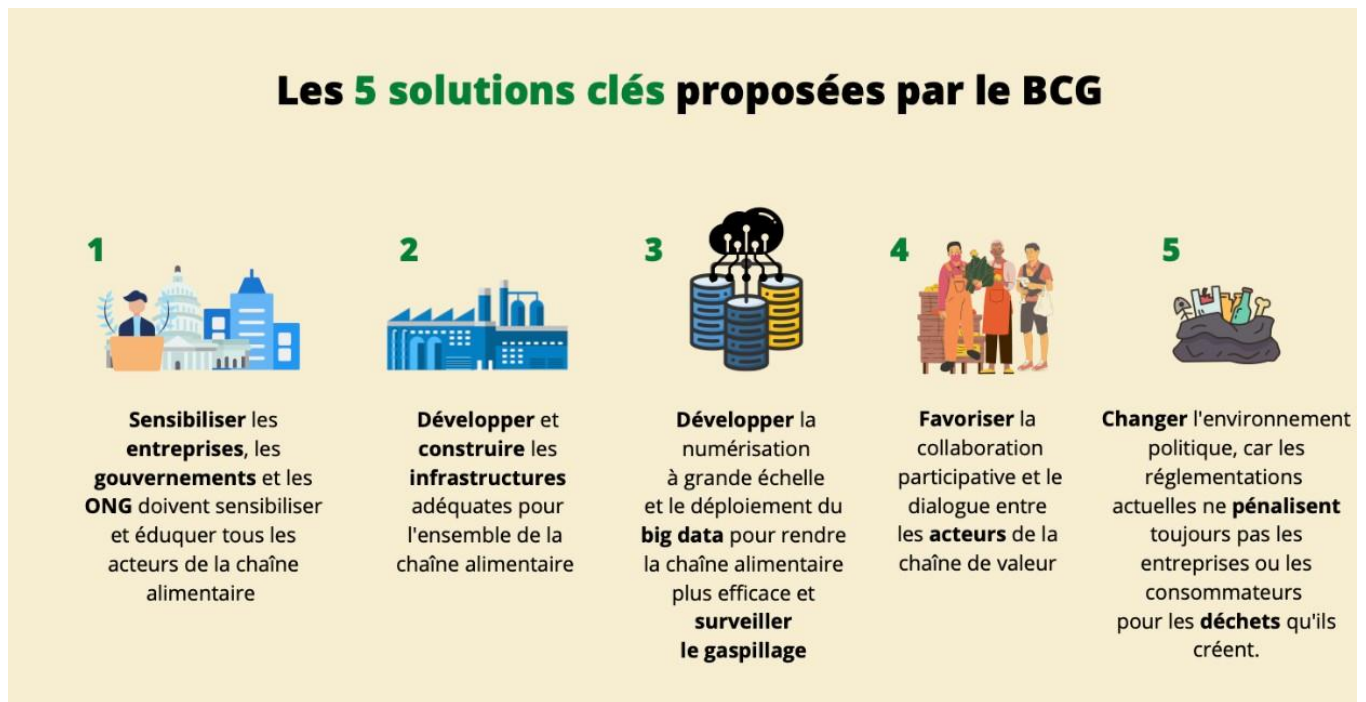 Les 5 solutions clés proposées par le BCG
1
Sensibiliser les
entreprises, les
gouvernements et les
ONG doivent sensibiliser
et éduquer tous les
acteurs de la chaîne
alimentaire
2
Développer et
construire les
infrastructures
adéquates pour
l'ensemble de la
chaîne alimentaire
3
Développer la
numérisation
à grande échelle
et le déploiement du
big data pour rendre
la chaîne alimentaire
plus efficace et
surveiller
le gaspillage
4
Favoriser la
collaboration
participative et le
dialogue entre
les acteurs de la
chaîne de valeur
5
Changer l'environnement
politique, car les
réglementations
actuelles ne pénalisent
toujours pas les
entreprises ou les
consommateurs
pour les déchets qu'ils
créent.